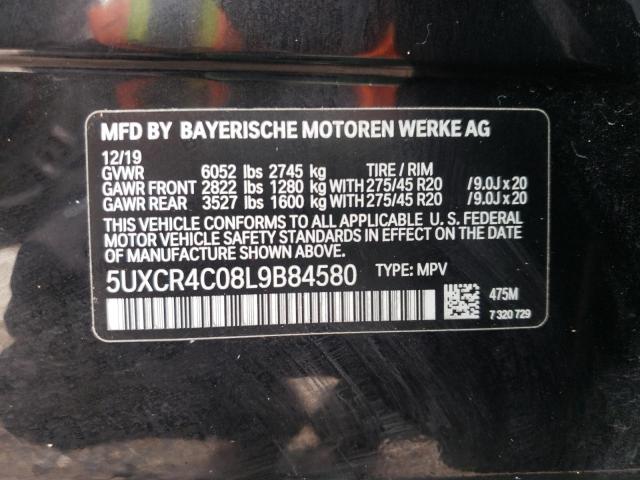 MFD BY BAYERISCHE MOTOREN WERKE AG
12/19
GVWR 6052 lbs 2745 kg TIRE / RIM
GAWR FRONT 2822 lbs 1280 kg WITH 275/45 R20 / 9.0J x 20
GAWR REAR 3527 lbs 1600 kg WITH 275/45 R20 / 9.0J x 20
THIS VEHICLE CONFORMS TO ALL APPLICABLE U. S. FEDERAL
MOTOR VEHICLE SAFETY STANDARDS IN EFFECT ON THE DATE
OF MANUFACTURE SHOWN ABOVE.
5UXCR4C08L9B84580 TYPE: MPV
475M
7 320 729